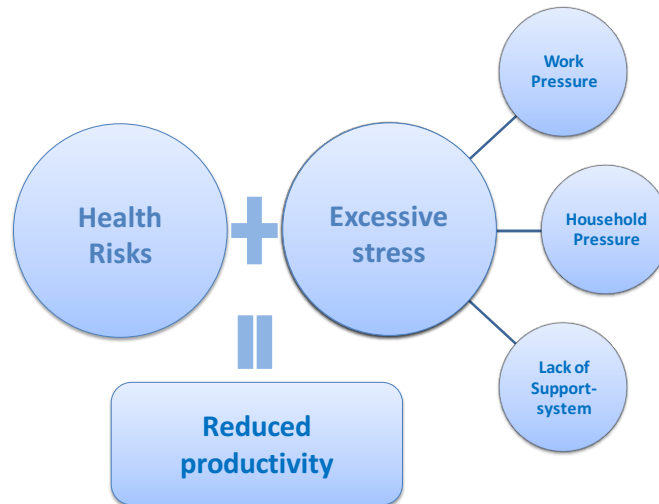 Work
Pressure
Health
Risks
+
Excessive
stress
Household
Pressure
=
Lack of
Support-
system
Reduced
productivity